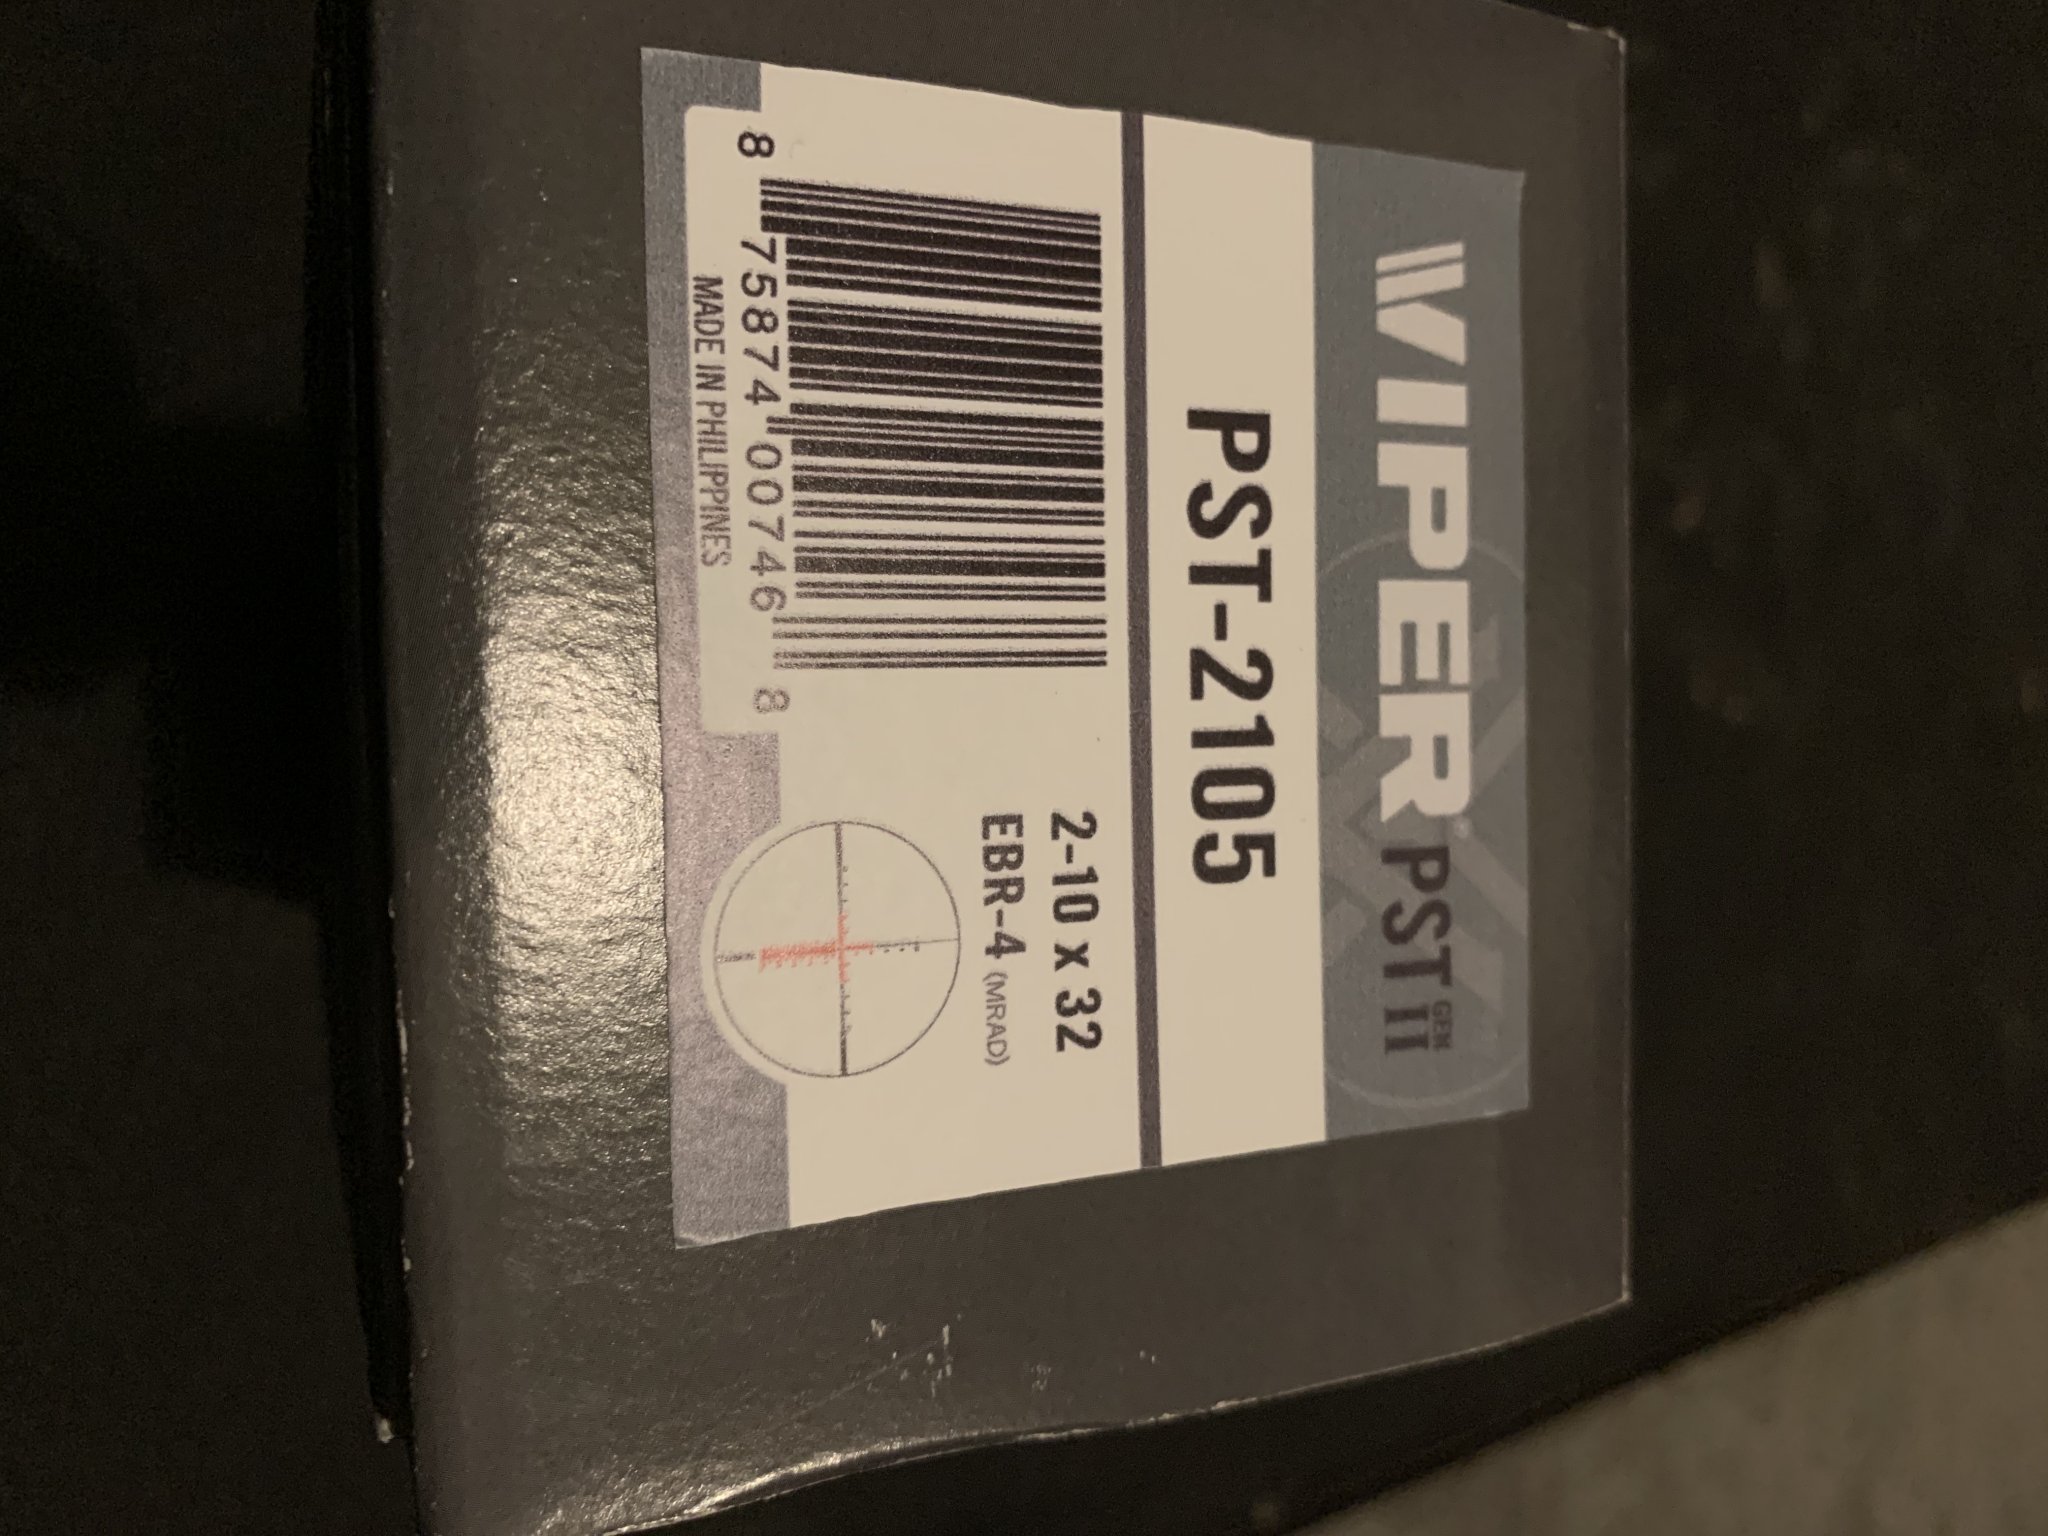 VIPER® PST GEN II
PST-2105
2-10 x 32
EBR-4 (MRAD)
8 75874 00746 8
MADE IN PHILIPPINES